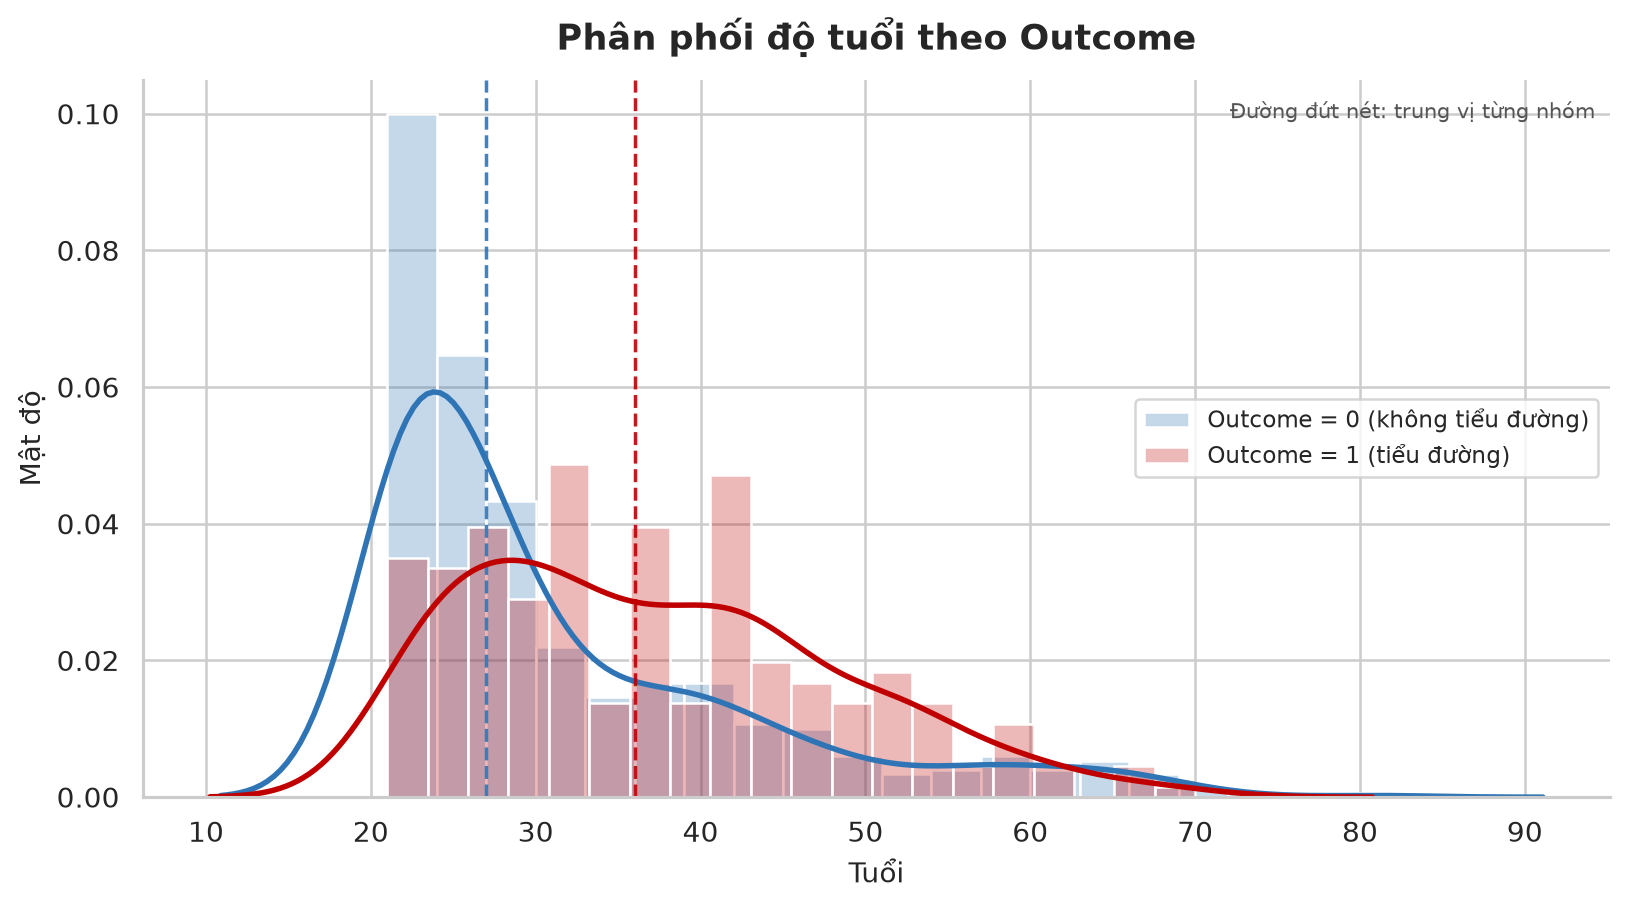 Phân phối độ tuổi theo Outcome
Đường đứt nét: trung vị từng nhóm
0.10
0.08
0.06
0.04
0.02
0.00
Mật độ
Outcome = 0 (không tiểu đường)
Outcome = 1 (tiểu đường)
10 20 30 40 50 60 70 80 90
Tuổi